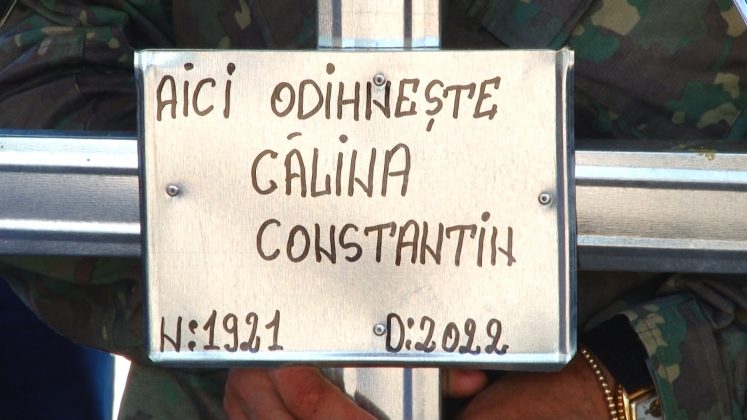 AICI ODIHNEȘTE
CĂLINA
CONSTANTIN
N:1921 D:2022